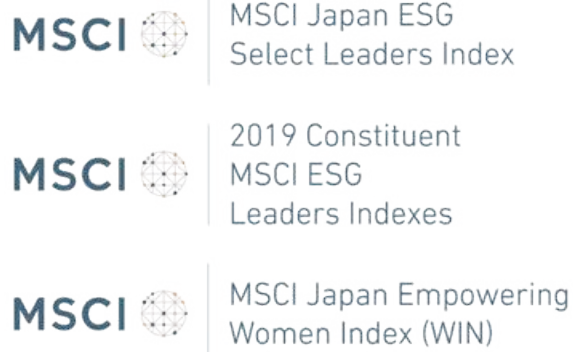 MSCI
MSCI Japan ESG
Select Leaders Index
MSCI
2019 Constituent
MSCI ESG
Leaders Indexes
MSCI
MSCI Japan Empowering
Women Index (WIN)